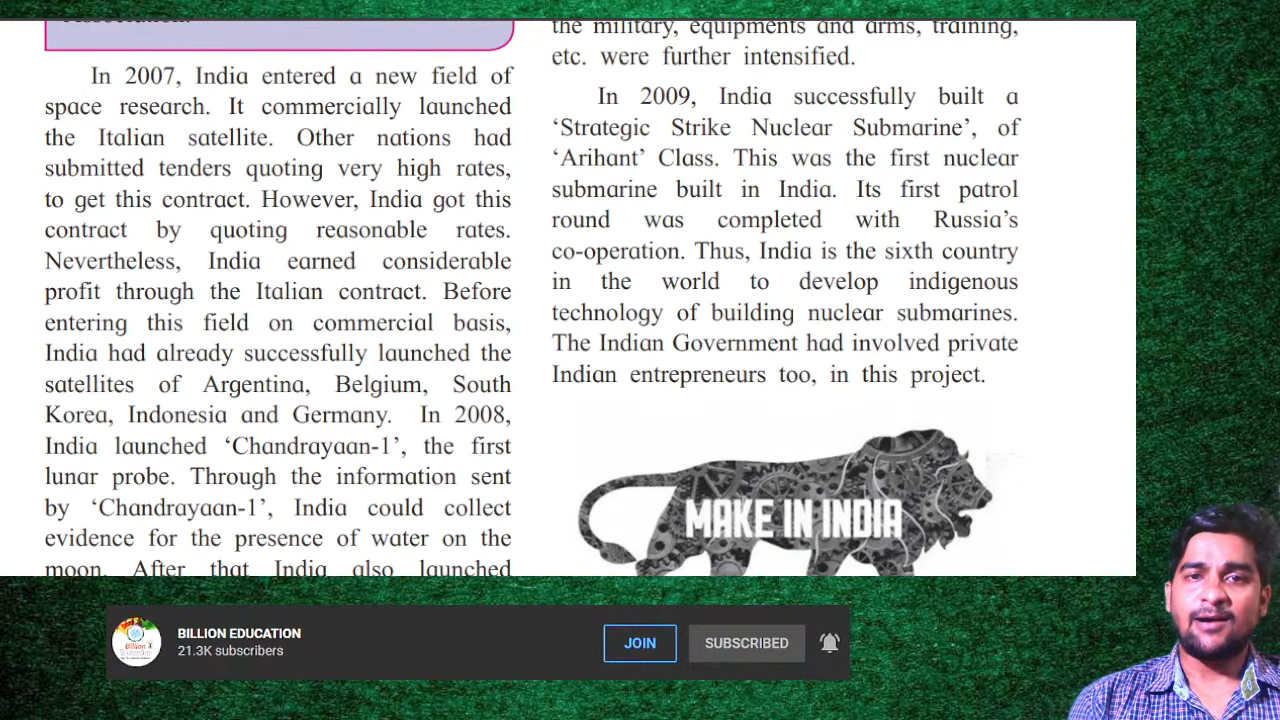 Association.
In 2007, India entered a new field of
space research. It commercially launched
the Italian satellite. Other nations had
submitted tenders quoting very high rates,
to get this contract. However, India got this
contract by quoting reasonable rates.
Nevertheless, India earned considerable
profit through the Italian contract. Before
entering this field on commercial basis,
India had already successfully launched the
satellites of Argentina, Belgium, South
Korea, Indonesia and Germany. In 2008,
India launched ‘Chandrayaan-1’, the first
lunar probe. Through the information sent
by ‘Chandrayaan-1’, India could collect
evidence for the presence of water on the
moon. After that India also launched
the military, equipments and arms, training,
etc. were further intensified.
In 2009, India successfully built a
‘Strategic Strike Nuclear Submarine’, of
‘Arihant’ Class. This was the first nuclear
submarine built in India. Its first patrol
round was completed with Russia’s
co-operation. Thus, India is the sixth country
in the world to develop indigenous
technology of building nuclear submarines.
The Indian Government had involved private
Indian entrepreneurs too, in this project.
MAKE IN INDIA
BILLION EDUCATION
21.3K subscribers
JOIN
SUBSCRIBED
Billion